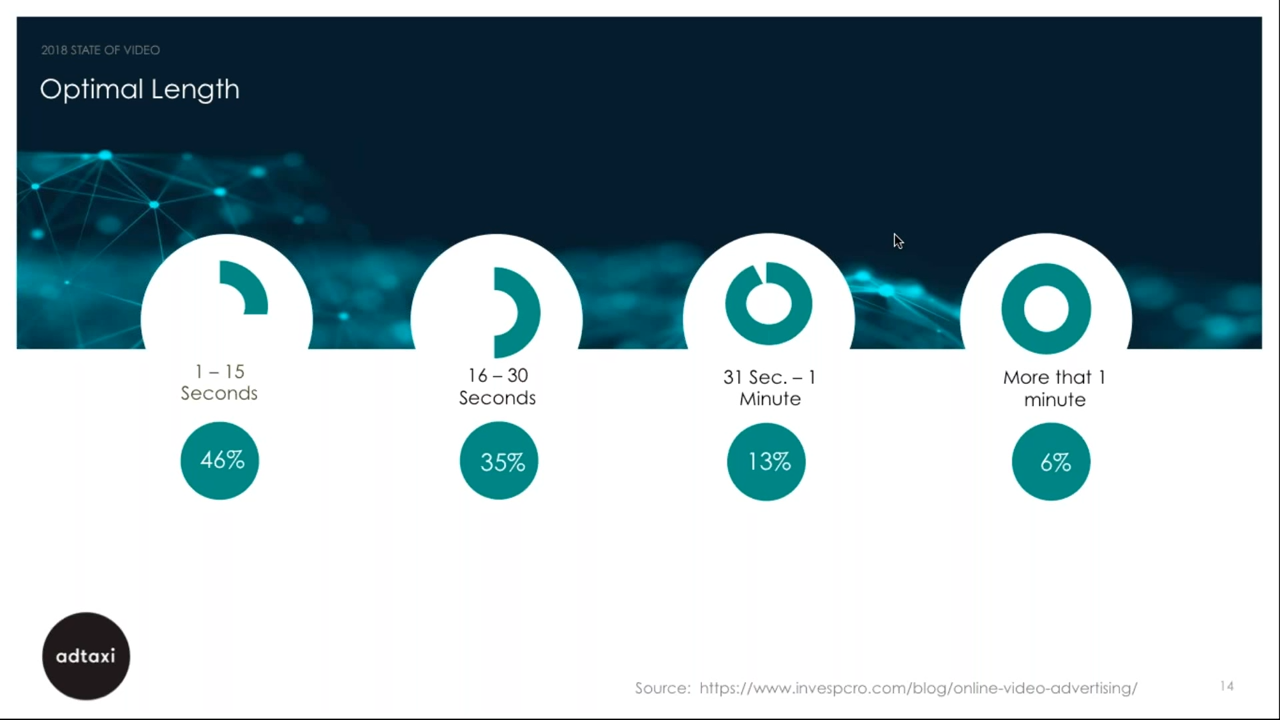 2018 STATE OF VIDEO
Optimal Length
1 – 15
Seconds
16 – 30
Seconds
31 Sec. – 1
Minute
More that 1
minute
46%
35%
13%
6%
adtaxi
Source: https://www.invespcro.com/blog/online-video-advertising/
14